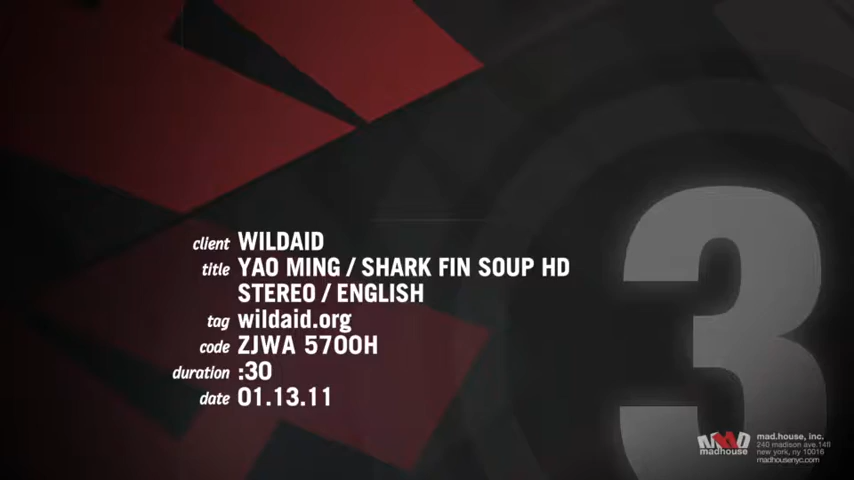 client WILDAID
title YAO MING / SHARK FIN SOUP HD
STEREO / ENGLISH
tag wildaid.org
code ZJWA 5700H
duration :30
date 01.13.11
3
madhouse
mad.house, inc.
240 madison ave.14fl
new york, ny 10016
madhousenyc.com